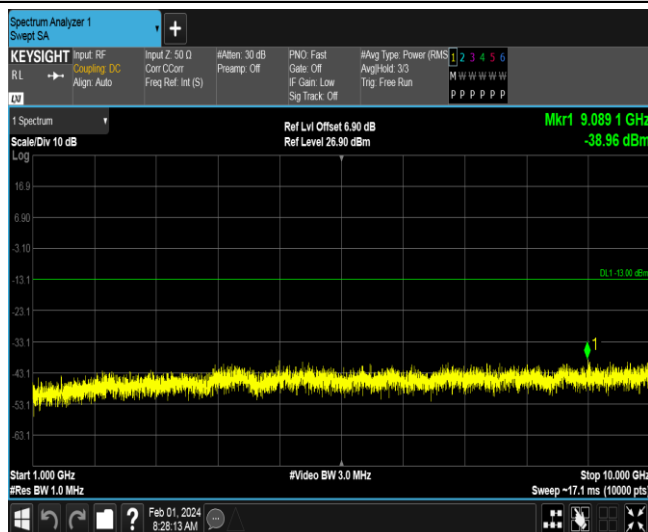 Spectrum Analyzer 1
Swept SA
+
KEYSIGHT
RL
LXI
Input: RF
Coupling: DC
Align: Auto
Input Z: 50 Ω
Corr CCorr
Freq Ref: Int (S)
#Atten: 30 dB
Preamp: Off
PNO: Fast
Gate: Off
IF Gain: Low
Sig Track: Off
#Avg Type: Power (RMS
Avg|Hold: 3/3
Trig: Free Run
1 2 3 4 5 6
M W W W W W
P P P P P P
1 Spectrum
Scale/Div 10 dB
Log
Ref Lvl Offset 6.90 dB
Ref Level 26.90 dBm
Mkr1 9.089 1 GHz
-38.96 dBm
16.9
6.90
-3.10
-13.1
DL1 -13.00 dBm
-23.1
-33.1
1
-43.1
-53.1
-63.1
Start 1.000 GHz
#Res BW 1.0 MHz
#Video BW 3.0 MHz
Stop 10.000 GHz
Sweep ~17.1 ms (10000 pts)
?
Feb 01, 2024
8:28:13 AM